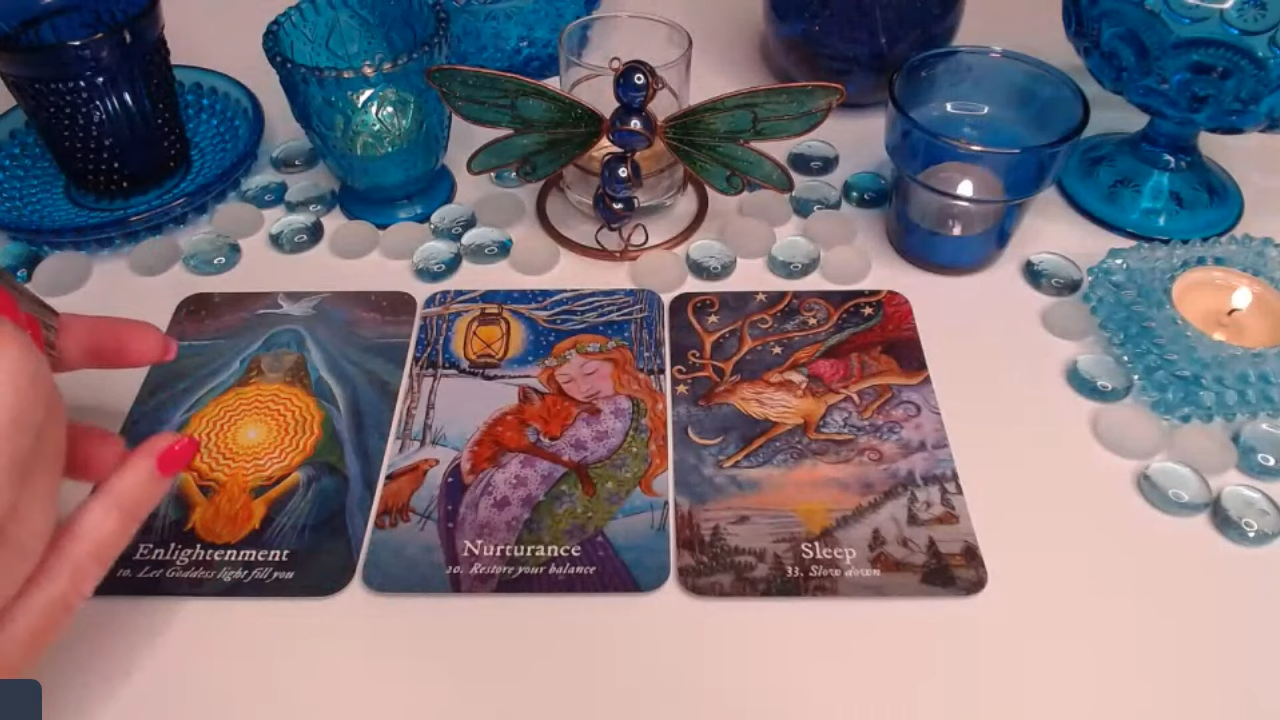 Enlightenment
10. Let Goddess light fill you
Nurturance
20. Restore your balance
Sleep
33. Slow down